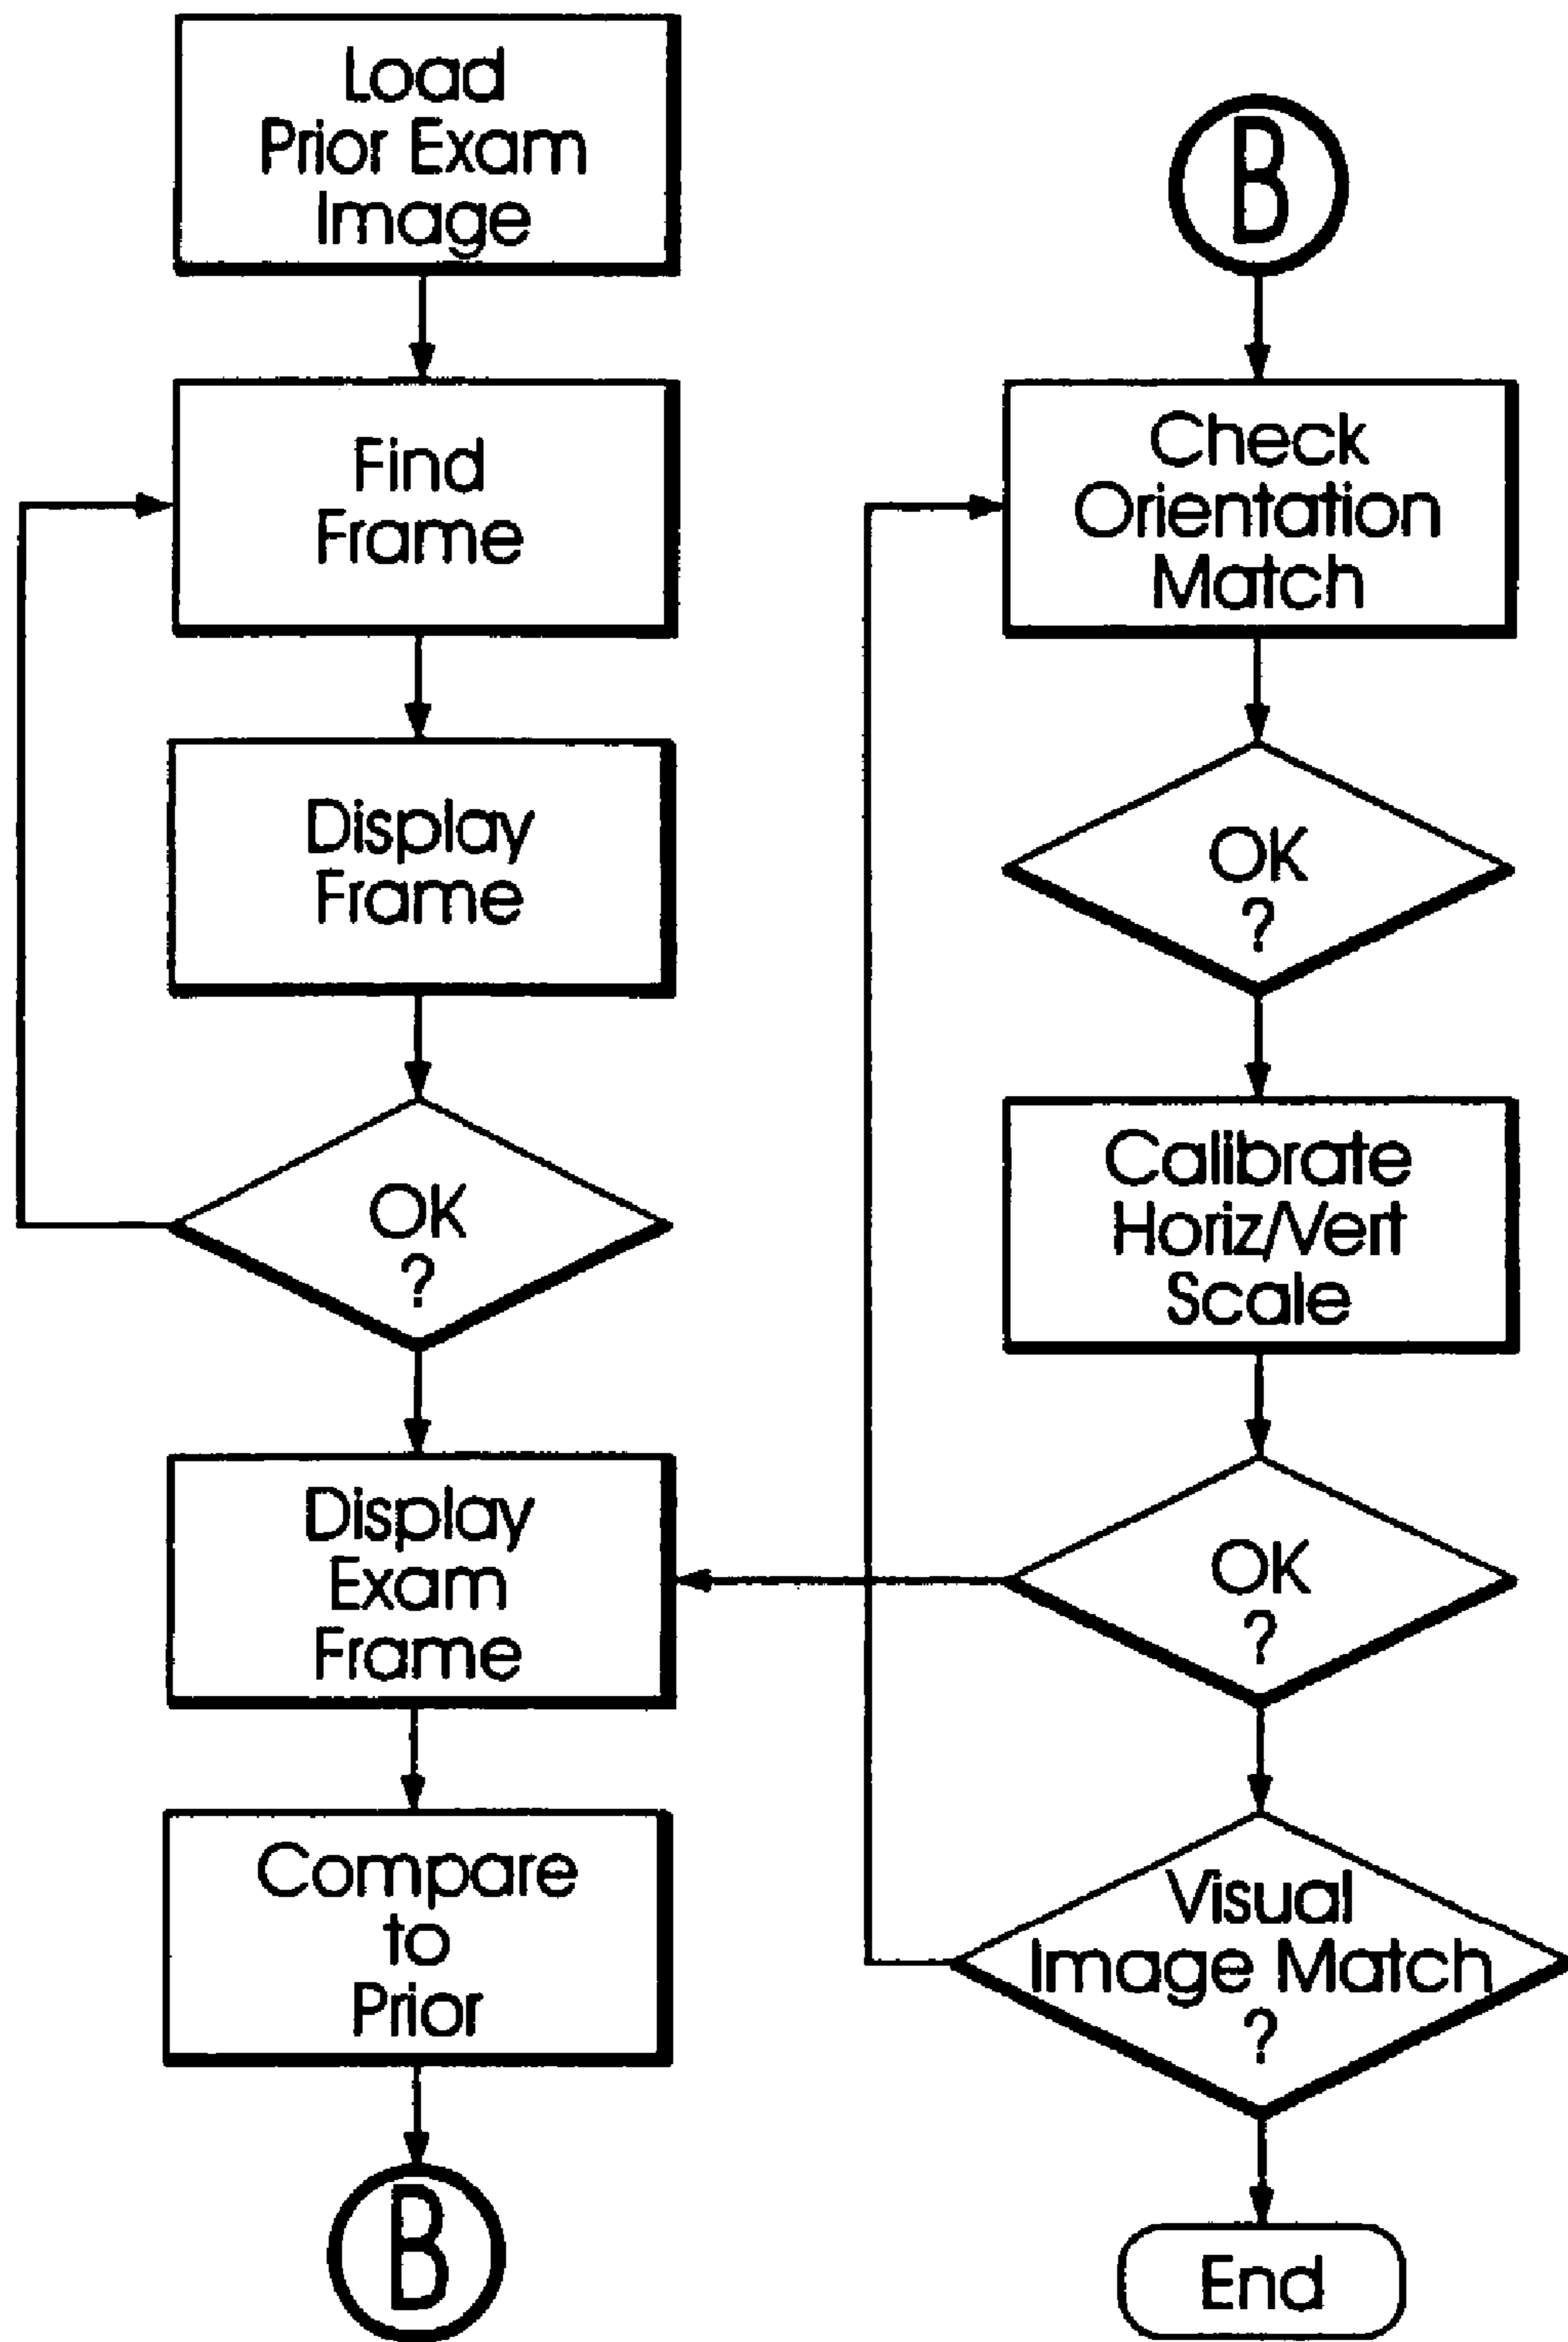 Load
Prior Exam
Image
Find
Frame
Display
Frame
OK
?
Display
Exam
Frame
Compare
to
Prior
B
B
Check
Orientation
Match
OK
?
Calibrate
Horiz/Vert
Scale
OK
?
Visual
Image Match
?
End